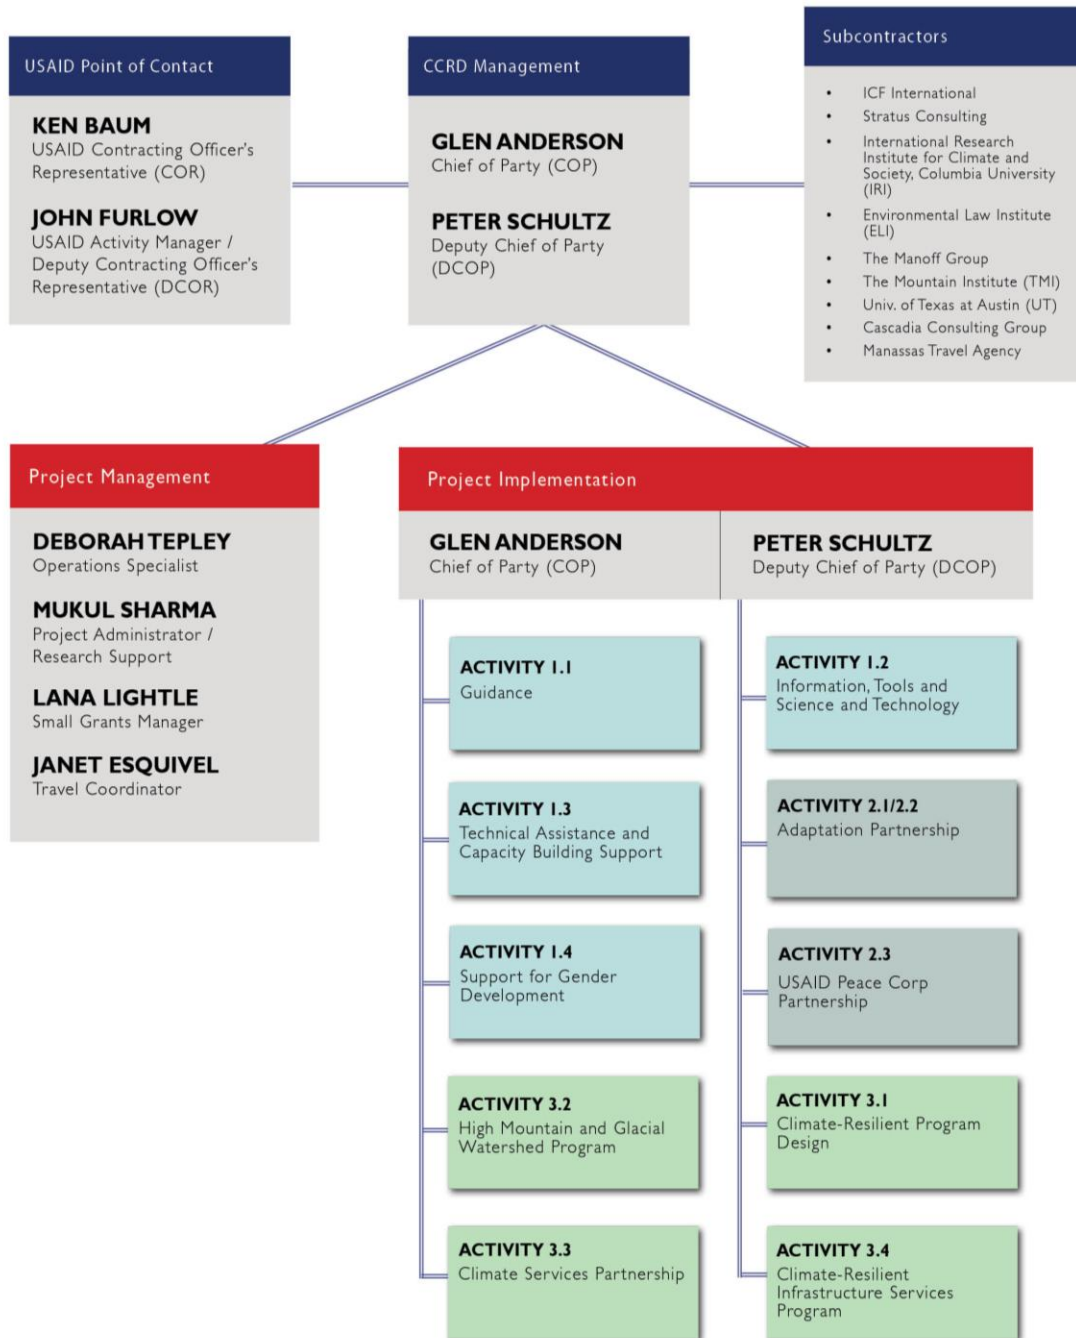 USAID Point of Contact
KEN BAUM
USAID Contracting Officer's
Representative (COR)
JOHN FURLOW
USAID Activity Manager /
Deputy Contracting Officer's
Representative (DCOR)
CCRD Management
GLEN ANDERSON
Chief of Party (COP)
PETER SCHULTZ
Deputy Chief of Party
(DCOP)
Subcontractors
• ICF International
• Stratus Consulting
• International Research
Institute for Climate and
Society, Columbia University
(IRI)
• Environmental Law Institute
(ELI)
• The Manoff Group
• The Mountain Institute (TMI)
• Univ. of Texas at Austin (UT)
• Cascadia Consulting Group
• Manassas Travel Agency
Project Management
DEBORAH TEPLEY
Operations Specialist
MUKUL SHARMA
Project Administrator /
Research Support
LANA LIGHTLE
Small Grants Manager
JANET ESQUIVEL
Travel Coordinator
Project Implementation
GLEN ANDERSON
Chief of Party (COP)
PETER SCHULTZ
Deputy Chief of Party (DCOP)
ACTIVITY 1.1
Guidance
ACTIVITY 1.3
Technical Assistance and
Capacity Building Support
ACTIVITY 1.4
Support for Gender
Development
ACTIVITY 3.2
High Mountain and Glacial
Watershed Program
ACTIVITY 3.3
Climate Services Partnership
ACTIVITY 1.2
Information, Tools and
Science and Technology
ACTIVITY 2.1/2.2
Adaptation Partnership
ACTIVITY 2.3
USAID Peace Corp
Partnership
ACTIVITY 3.1
Climate-Resilient Program
Design
ACTIVITY 3.4
Climate-Resilient
Infrastructure Services
Program